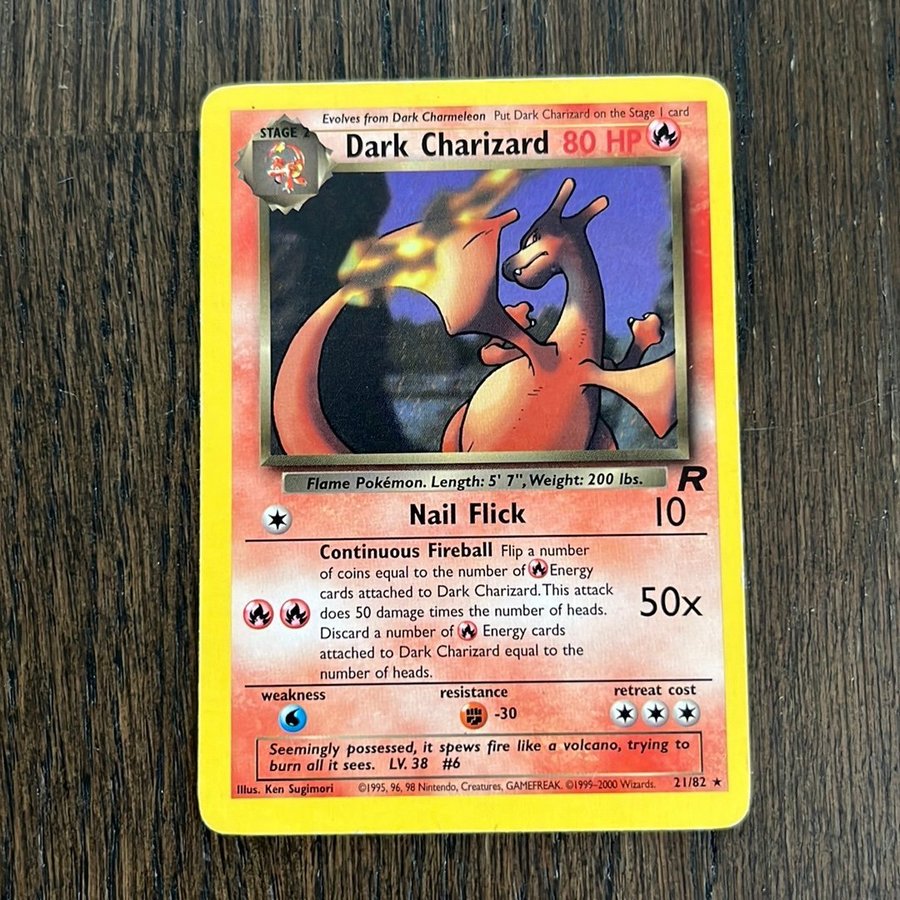 Evolves from Dark Charmeleon Put Dark Charizard on the Stage 1 card
STAGE 2
Dark Charizard 80 HP
Flame Pokémon. Length: 5' 7", Weight: 200 lbs.
R
Nail Flick 10
Continuous Fireball Flip a number
of coins equal to the number of Energy
cards attached to Dark Charizard. This attack
does 50 damage times the number of heads.
Discard a number of Energy cards
attached to Dark Charizard equal to the
number of heads.
50x
weakness resistance retreat cost
-30
Seemingly possessed, it spews fire like a volcano, trying to
burn all it sees. LV. 38 #6
Illus. Ken Sugimori ©1995, 96, 98 Nintendo, Creatures, GAMEFREAK. ©1999-2000 Wizards. 21/82 ★